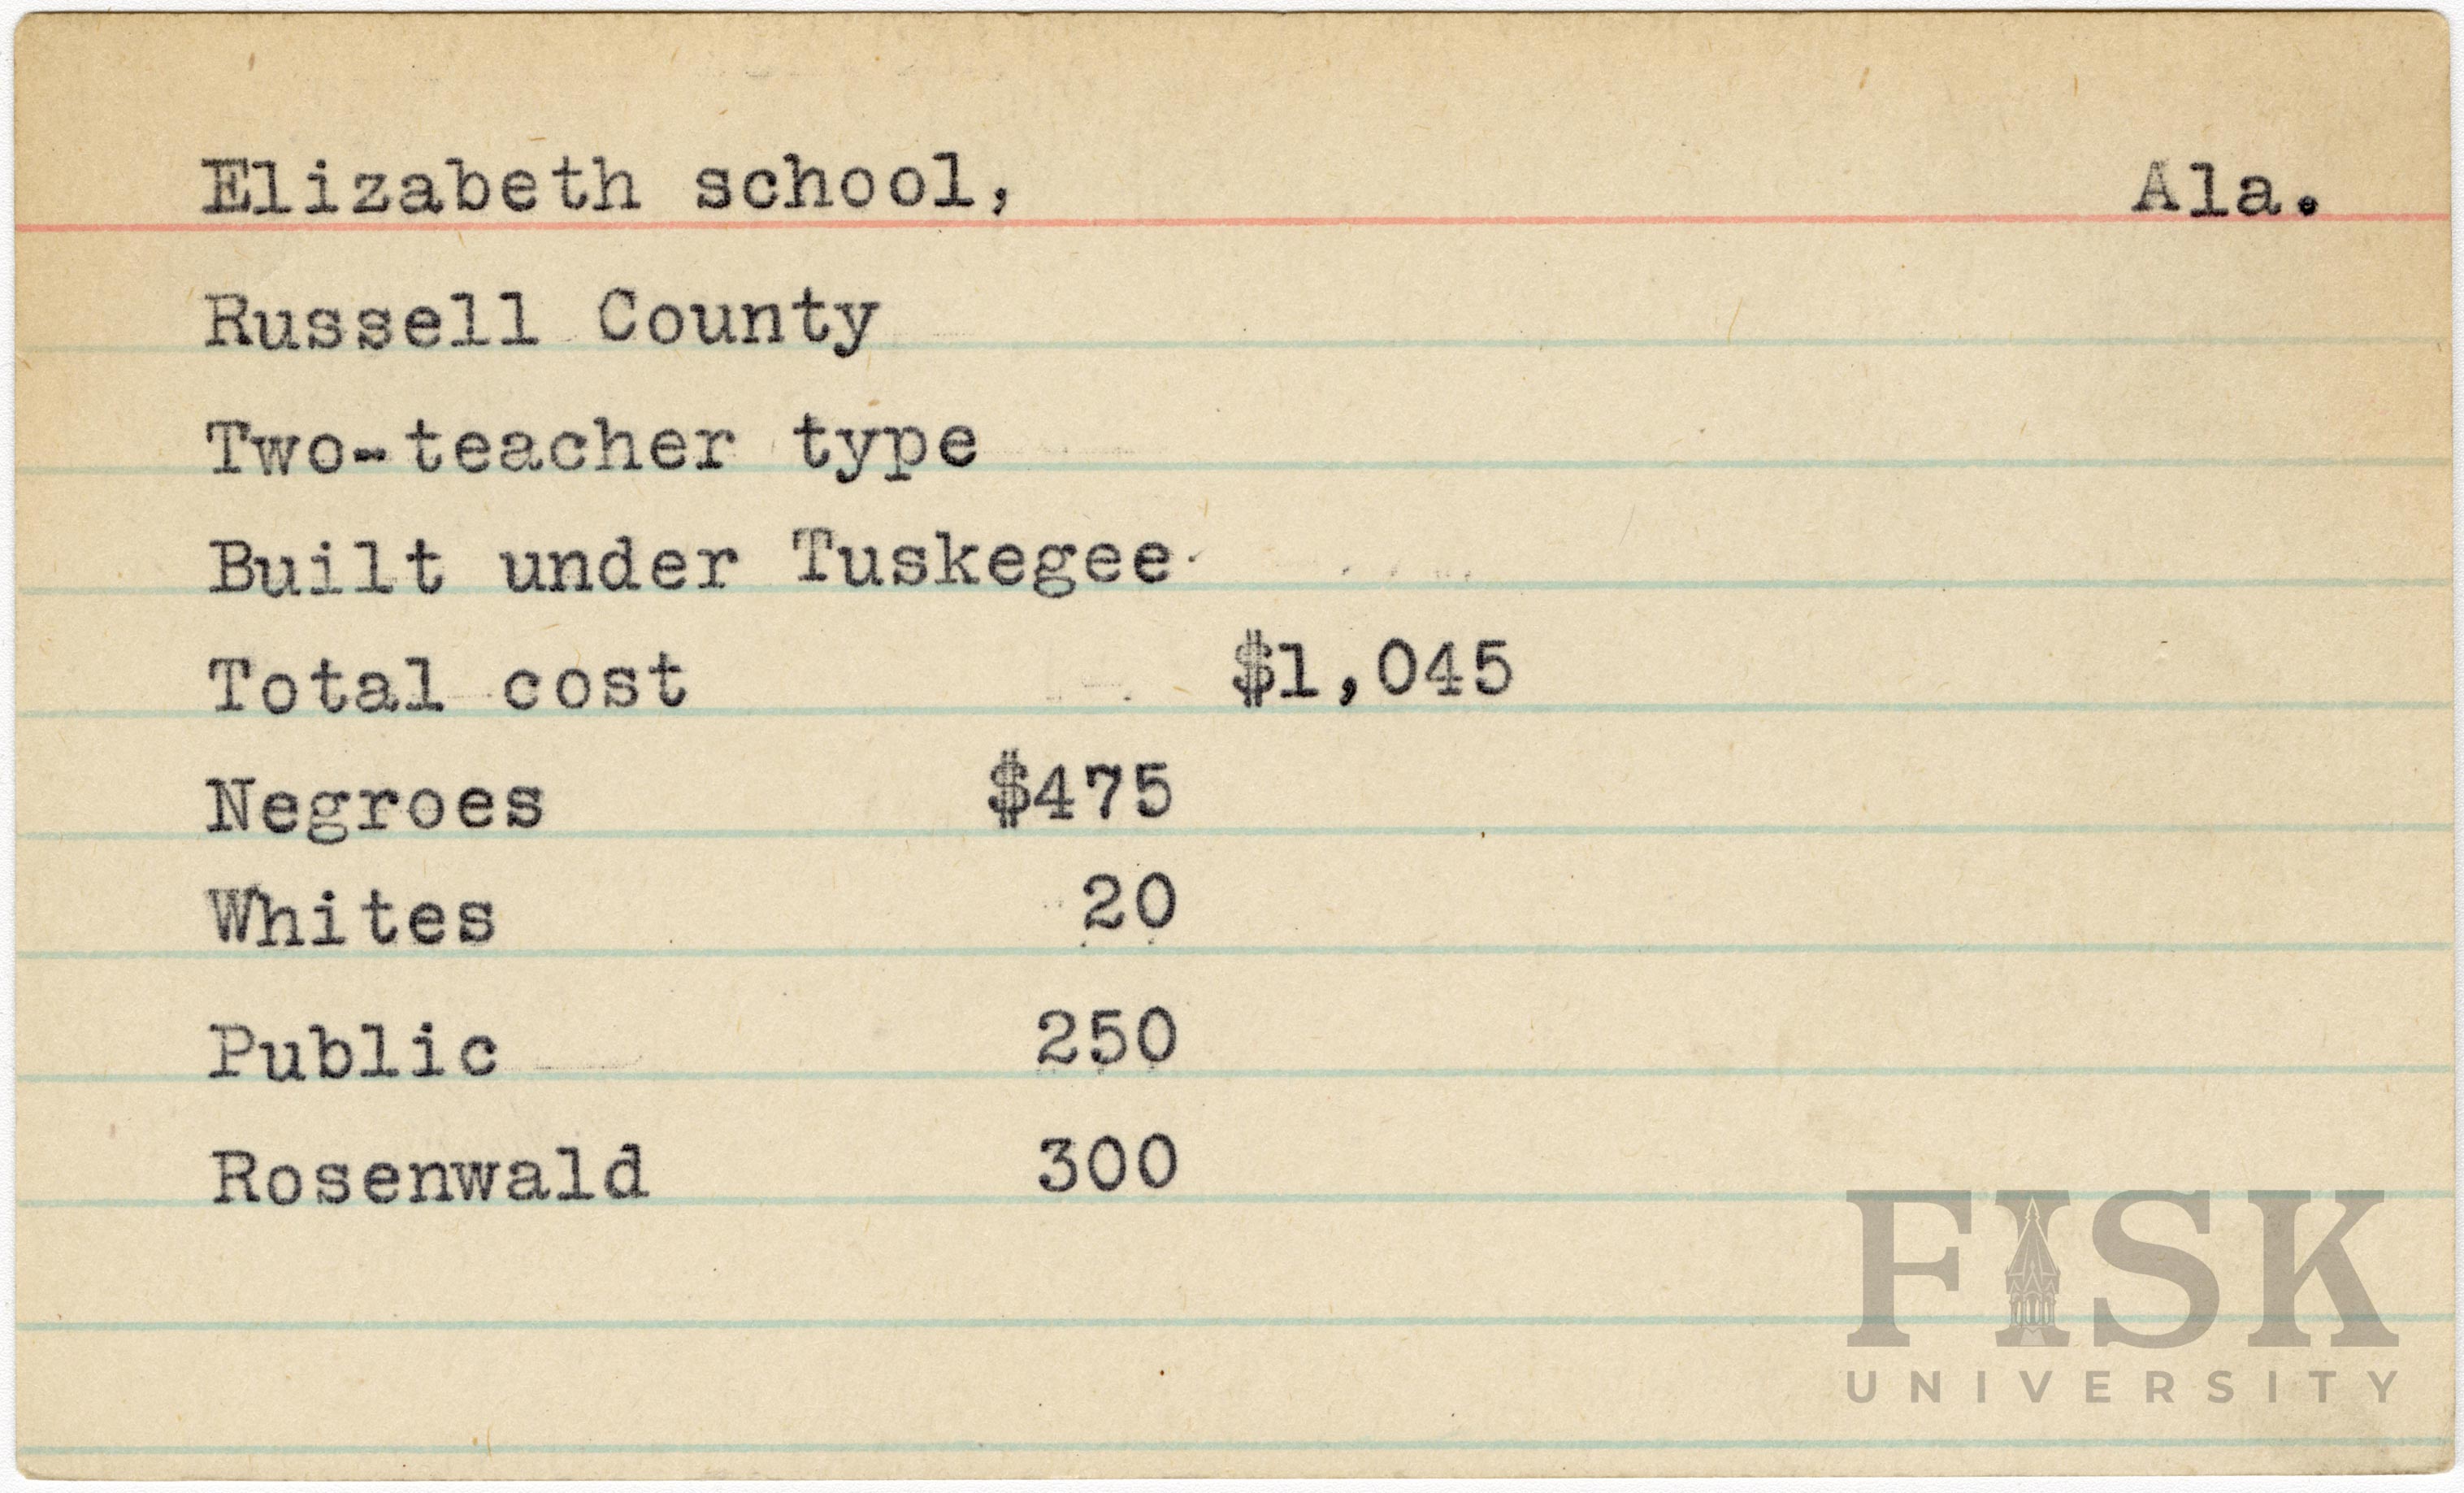 Elizabeth school, Ala.
Russell County
Two-teacher type
Built under Tuskegee
Total cost $1,045
Negroes $475
Whites 20
Public 250
Rosenwald 300
FISK
UNIVERSITY